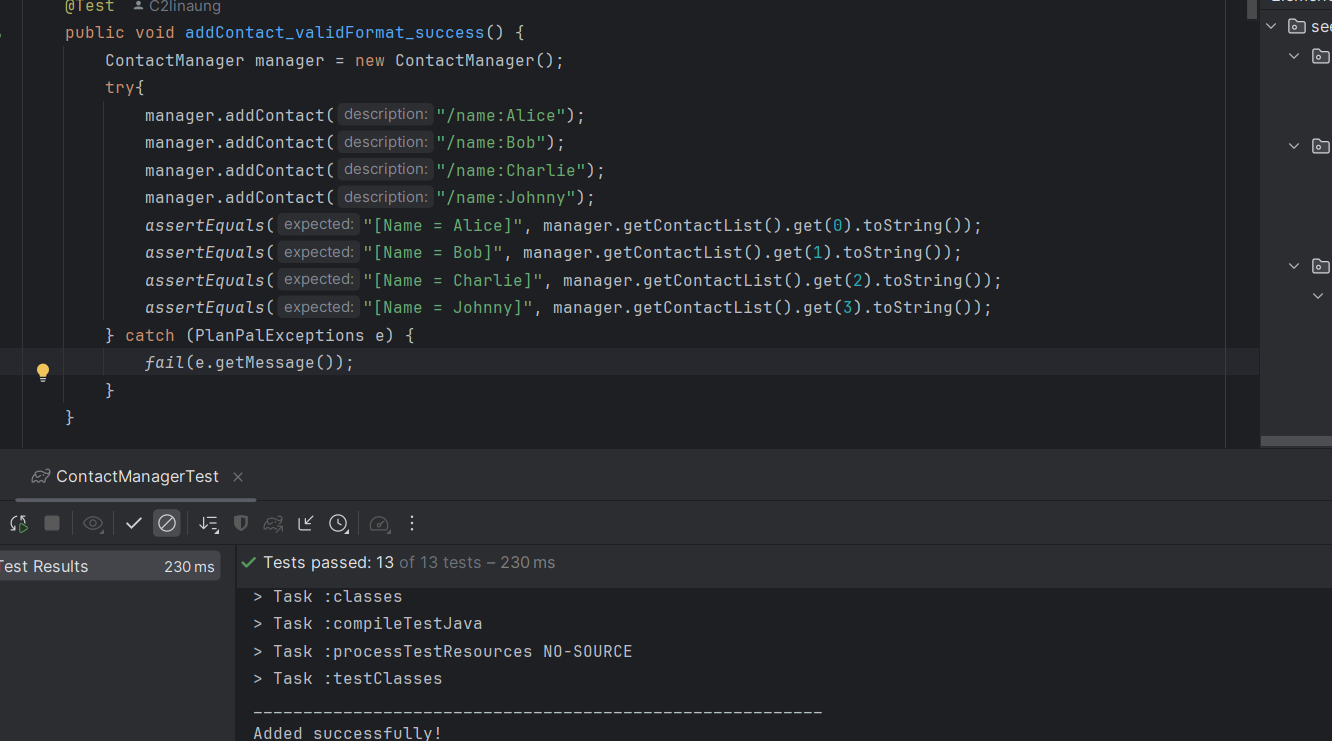 Elemen
@Test C2linaung
public void addContact_validFormat_success() {
ContactManager manager = new ContactManager();
try{
manager.addContact( description: "/name:Alice");
manager.addContact( description: "/name:Bob");
manager.addContact( description: "/name:Charlie");
manager.addContact( description: "/name:Johnny");
assertEquals( expected: "[Name = Alice]", manager.getContactList().get(0).toString());
assertEquals( expected: "[Name = Bob]", manager.getContactList().get(1).toString());
assertEquals( expected: "[Name = Charlie]", manager.getContactList().get(2).toString());
assertEquals( expected: "[Name = Johnny]", manager.getContactList().get(3).toString());
} catch (PlanPalExceptions e) {
fail(e.getMessage());
}
}
see
ContactManagerTest
Test Results 230 ms
Tests passed: 13 of 13 tests – 230 ms
> Task :classes
> Task :compileTestJava
> Task :processTestResources NO-SOURCE
> Task :testClasses
_________________________________________________________
Added successfully!